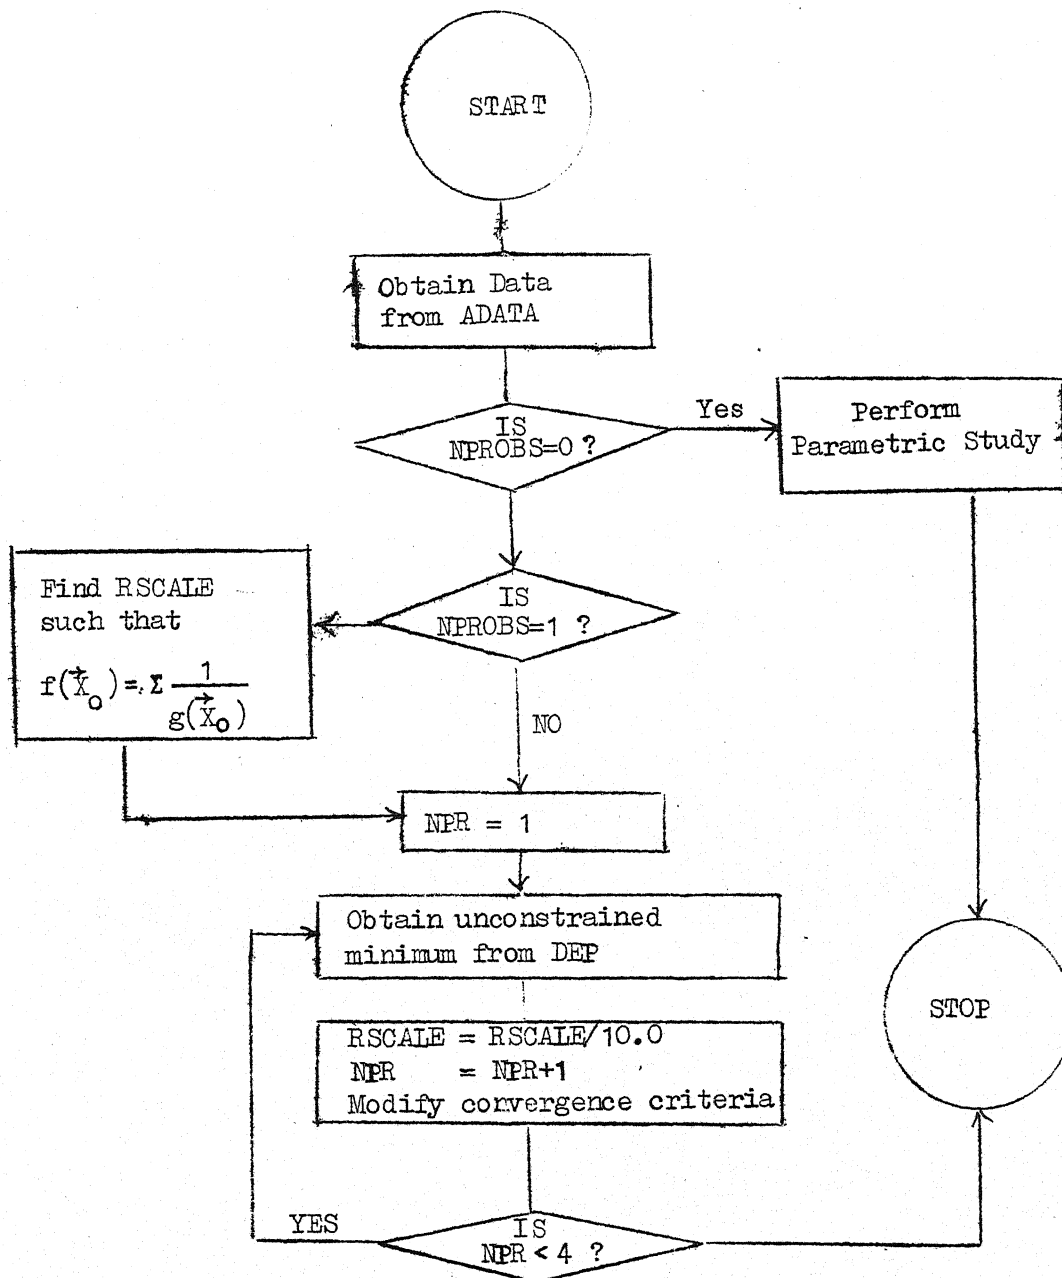 START
Obtain Data
from ADATA
IS
NPROBS=0 ?
Yes
Perform
Parametric Study
IS
NPROBS=1 ?
Find RSCALE
such that
f(X⃗₀) = Σ 1/g(X⃗₀)
NO
NPR = 1
Obtain unconstrained
minimum from DEP
RSCALE = RSCALE/10.0
NPR = NPR+1
Modify convergence criteria
STOP
YES
IS
NPR < 4 ?